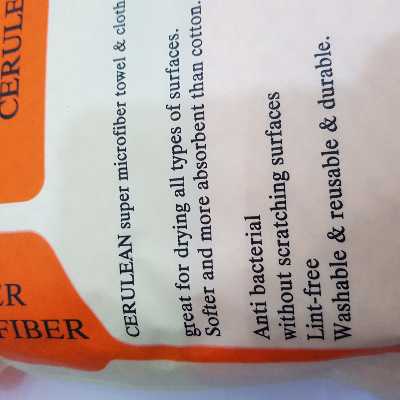 CERULE
ER
FIBER
CERULEAN super microfiber towel & cloth
great for drying all types of surfaces.
Softer and more absorbent than cotton.
Anti bacterial
without scratching surfaces
Lint-free
Washable & reusable & durable.